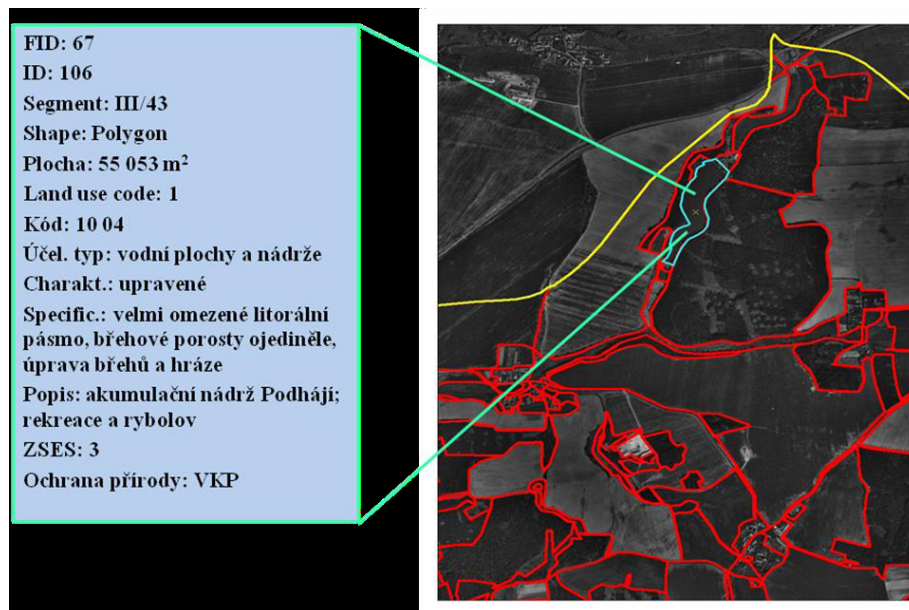 FID: 67
ID: 106
Segment: III/43
Shape: Polygon
Plocha: 55 053 m²
Land use code: 1
Kód: 10 04
Účel. typ: vodní plochy a nádrže
Charakt.: upravené
Specific.: velmi omezené litorální
pásmo, břehové porosty ojediněle,
úprava břehů a hráze
Popis: akumulační nádrž Podhájí;
rekreace a rybolov
ZSES: 3
Ochrana přírody: VKP